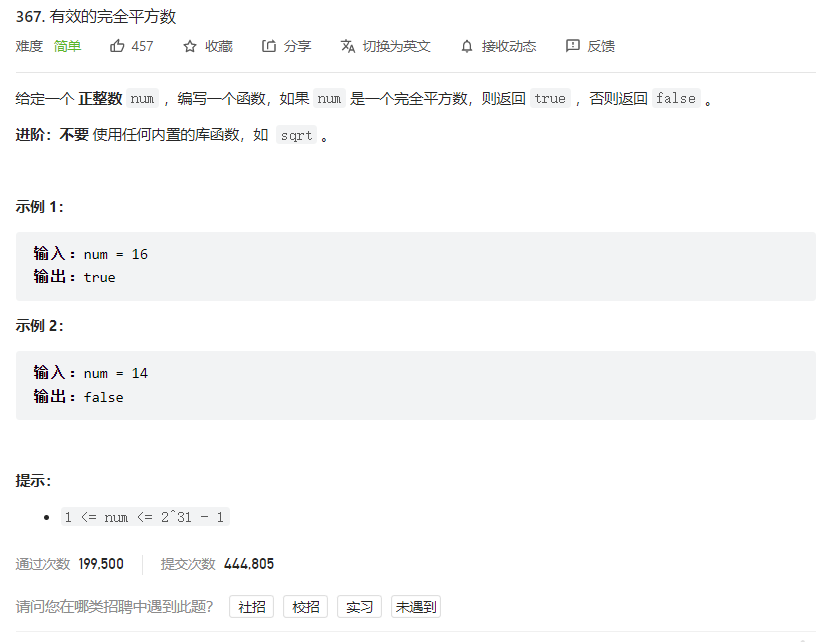 367. 有效的完全平方数
难度 简单 457 收藏 分享 切换为英文 接收动态 反馈
给定一个 正整数 num ，编写一个函数，如果 num 是一个完全平方数，则返回 true ，否则返回 false 。
进阶：不要 使用任何内置的库函数，如 sqrt 。
示例 1：
输入：num = 16
输出：true
示例 2：
输入：num = 14
输出：false
提示：
1 <= num <= 2^31 - 1
通过次数 199,500 提交次数 444,805
请问您在哪类招聘中遇到此题？ 社招 校招 实习 未遇到